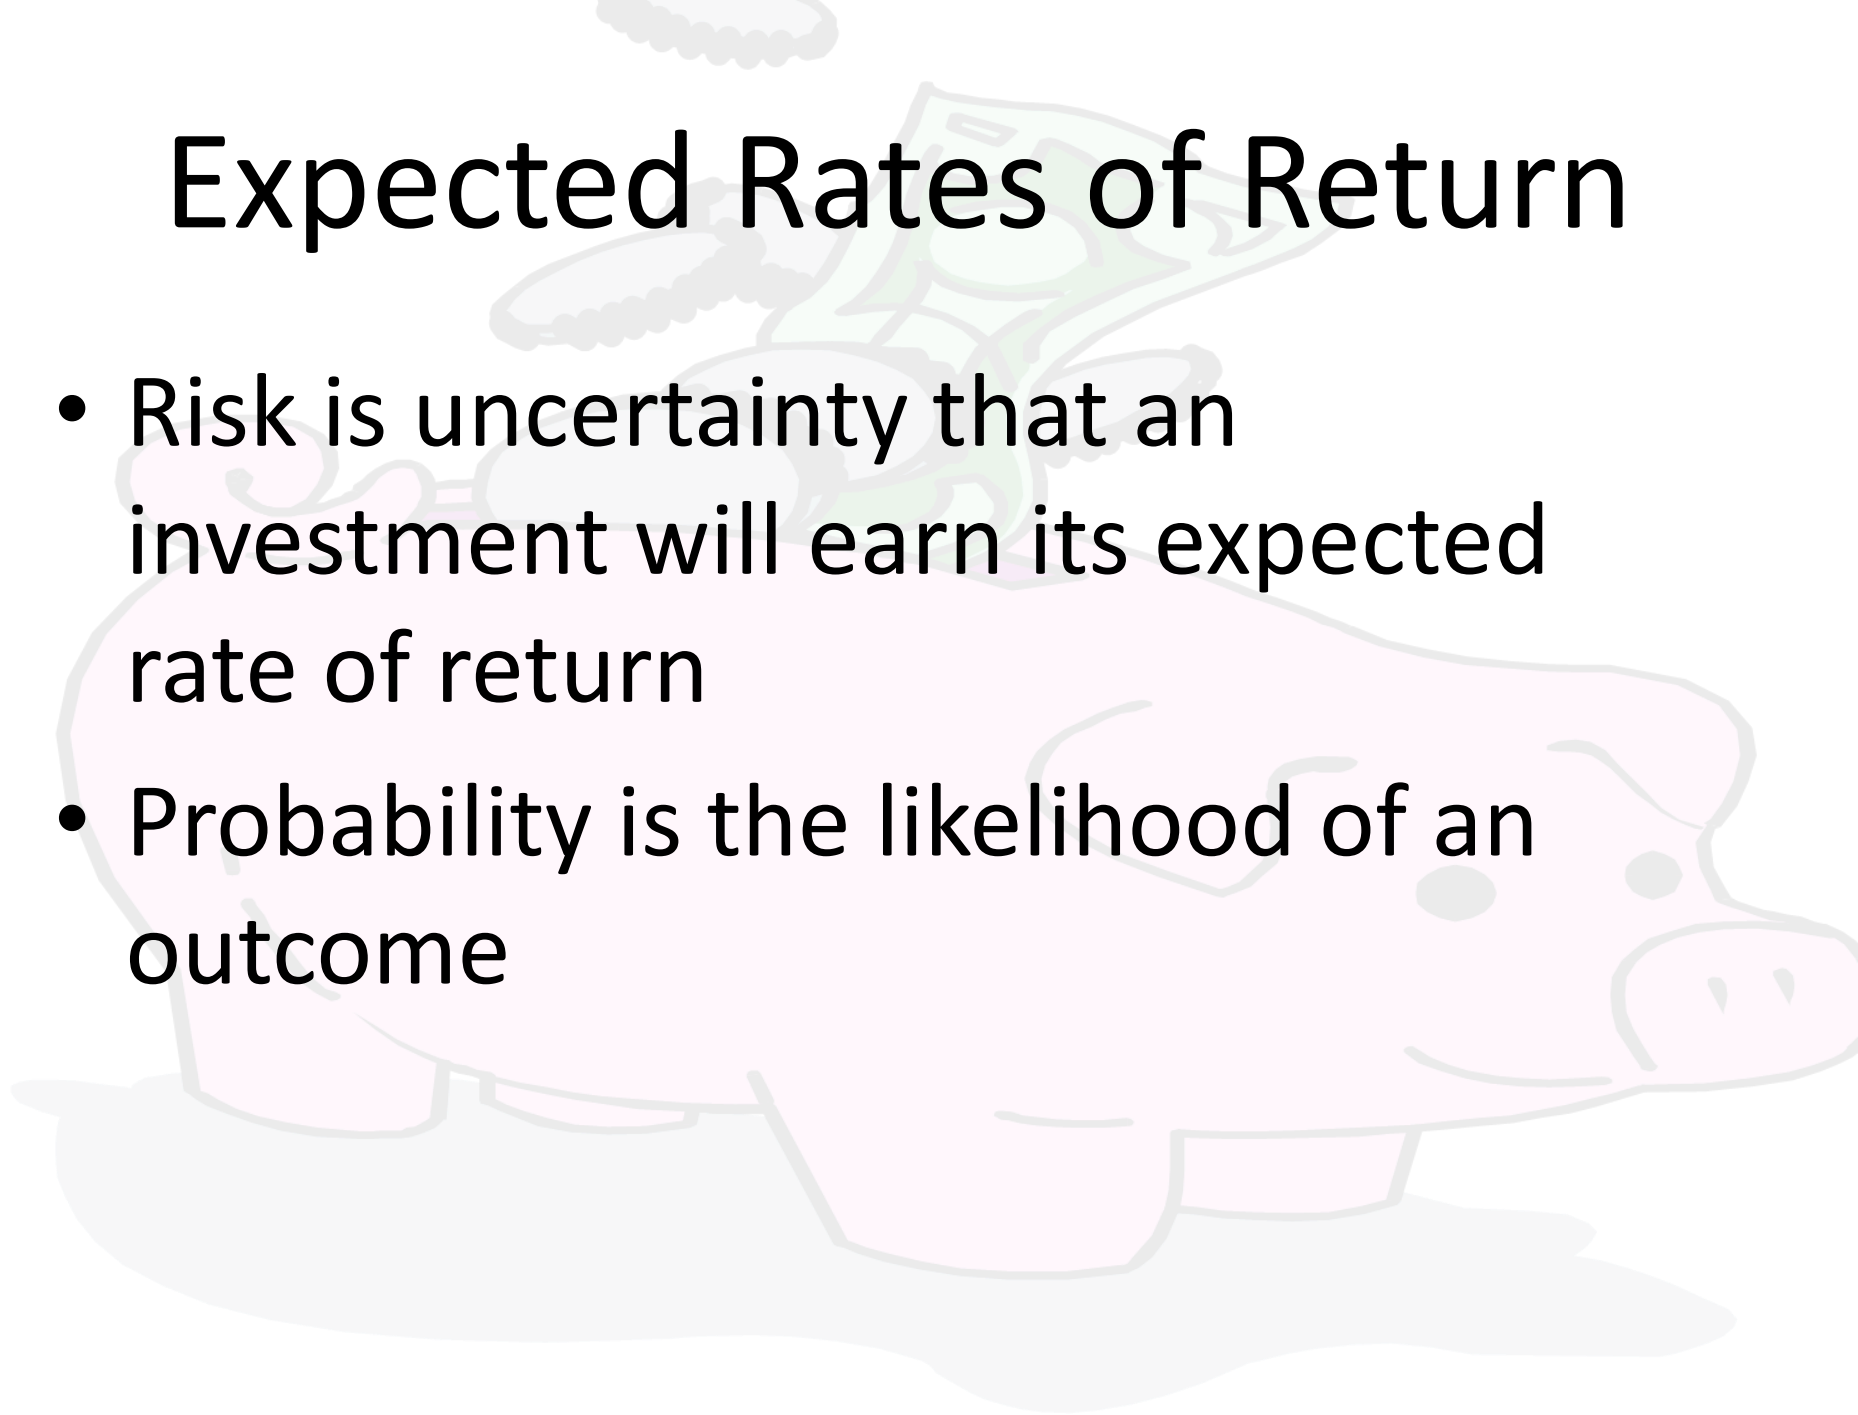 Expected Rates of Return
• Risk is uncertainty that an
investment will earn its expected
rate of return
• Probability is the likelihood of an
outcome